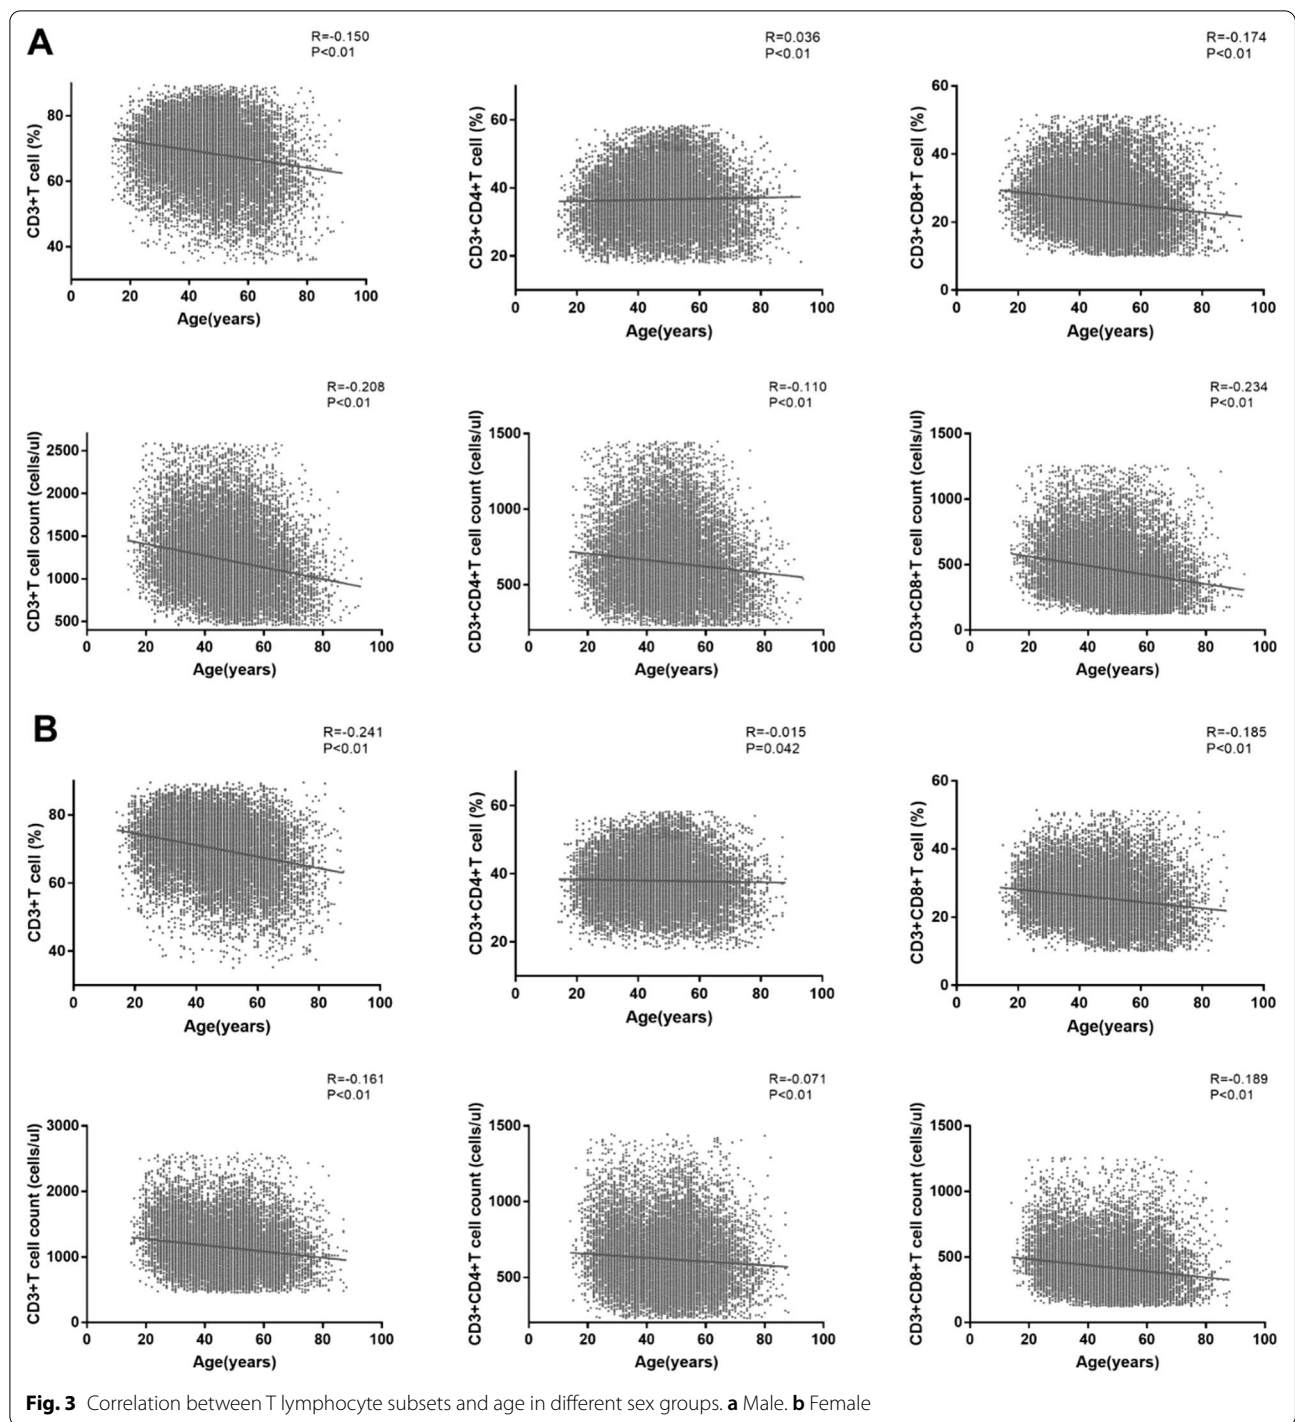 A
R=-0.150
P<0.01
CD3+T cell (%)
80
60
40
0 20 40 60 80 100
Age(years)
R=0.036
P<0.01
CD3+CD4+T cell (%)
60
40
20
0 20 40 60 80 100
Age(years)
R=-0.174
P<0.01
CD3+CD8+T cell (%)
60
40
20
0
0 20 40 60 80 100
Age(years)
R=-0.208
P<0.01
CD3+T cell count (cells/ul)
2500
2000
1500
1000
500
0 20 40 60 80 100
Age(years)
R=-0.110
P<0.01
CD3+CD4+T cell count (cells/ul)
1500
1000
500
0 20 40 60 80 100
Age(years)
R=-0.234
P<0.01
CD3+CD8+T cell count (cells/ul)
1500
1000
500
0
0 20 40 60 80 100
Age(years)
B
R=-0.241
P<0.01
CD3+T cell (%)
80
60
40
0 20 40 60 80 100
Age(years)
R=-0.015
P=0.042
CD3+CD4+T cell (%)
60
40
20
0 20 40 60 80 100
Age(years)
R=-0.185
P<0.01
CD3+CD8+T cell (%)
60
40
20
0
0 20 40 60 80 100
Age(years)
R=-0.161
P<0.01
CD3+T cell count (cells/ul)
3000
2000
1000
0
0 20 40 60 80 100
Age(years)
R=-0.071
P<0.01
CD3+CD4+T cell count (cells/ul)
1500
1000
500
0 20 40 60 80 100
Age(years)
R=-0.189
P<0.01
CD3+CD8+T cell count (cells/ul)
1500
1000
500
0
0 20 40 60 80 100
Age(years)
Fig. 3 Correlation between T lymphocyte subsets and age in different sex groups. a Male. b Female